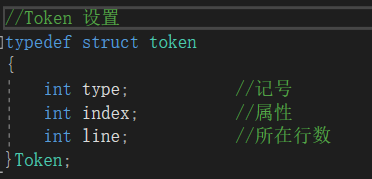 //Token 设置
typedef struct token
{
    int type;          //记号
    int index;         //属性
    int line;          //所在行数
}Token;